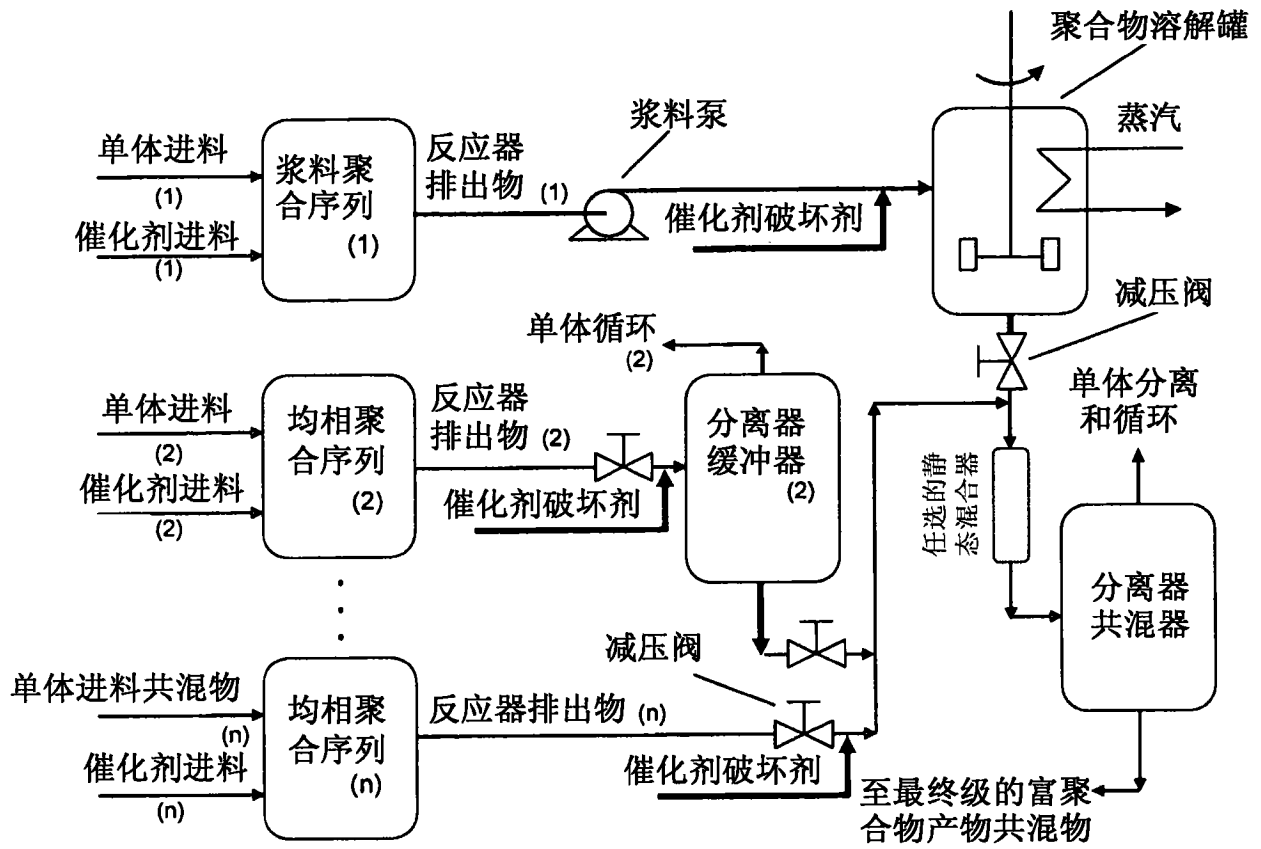 聚合物溶解罐
浆料泵
蒸汽
单体进料
(1)
催化剂进料
(1)
浆料聚
合序列
(1)
反应器
排出物 (1)
催化剂破坏剂
减压阀
单体循环
(2)
单体分离
和循环
单体进料
(2)
催化剂进料
(2)
均相聚
合序列
(2)
反应器
排出物 (2)
催化剂破坏剂
分离器
缓冲器
(2)
任选的静
态混合器
分离器
共混器
减压阀
单体进料共混物
(n)
催化剂进料
(n)
均相聚
合序列
(n)
反应器排出物 (n)
催化剂破坏剂
至最终级的富聚
合物产物共混物